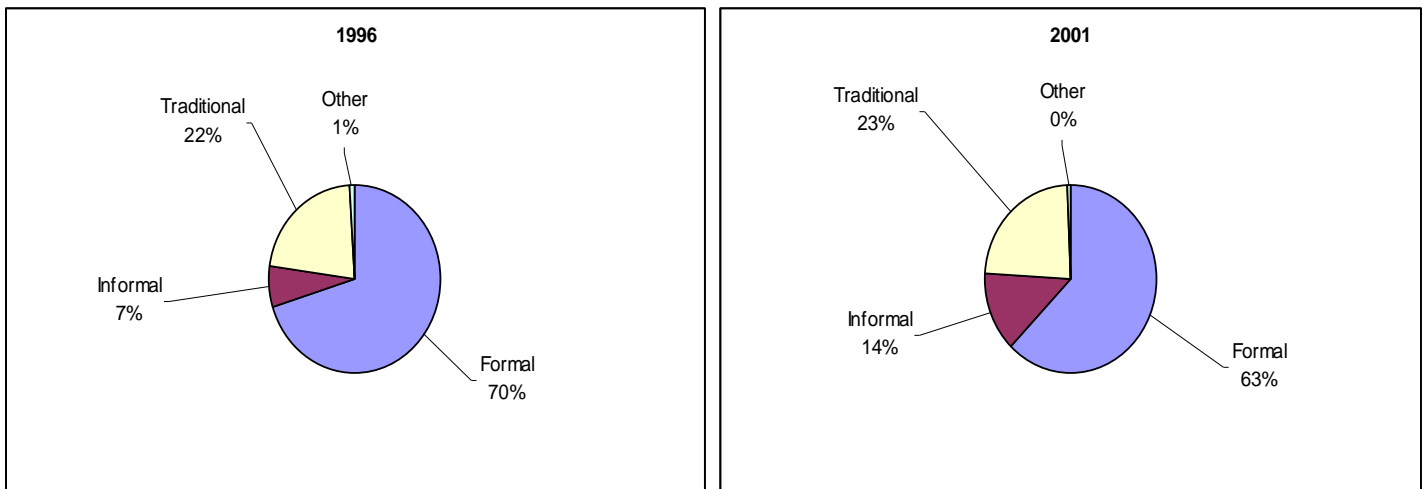 1996
Traditional
22%
Other
1%
Informal
7%
Formal
70%
2001
Traditional
23%
Other
0%
Informal
14%
Formal
63%